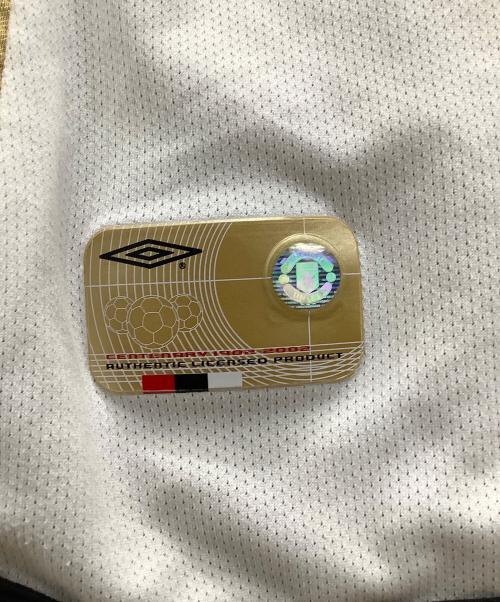 ®
CENTENARY 1902-2002
AUTHENTIC LICENSED PRODUCT